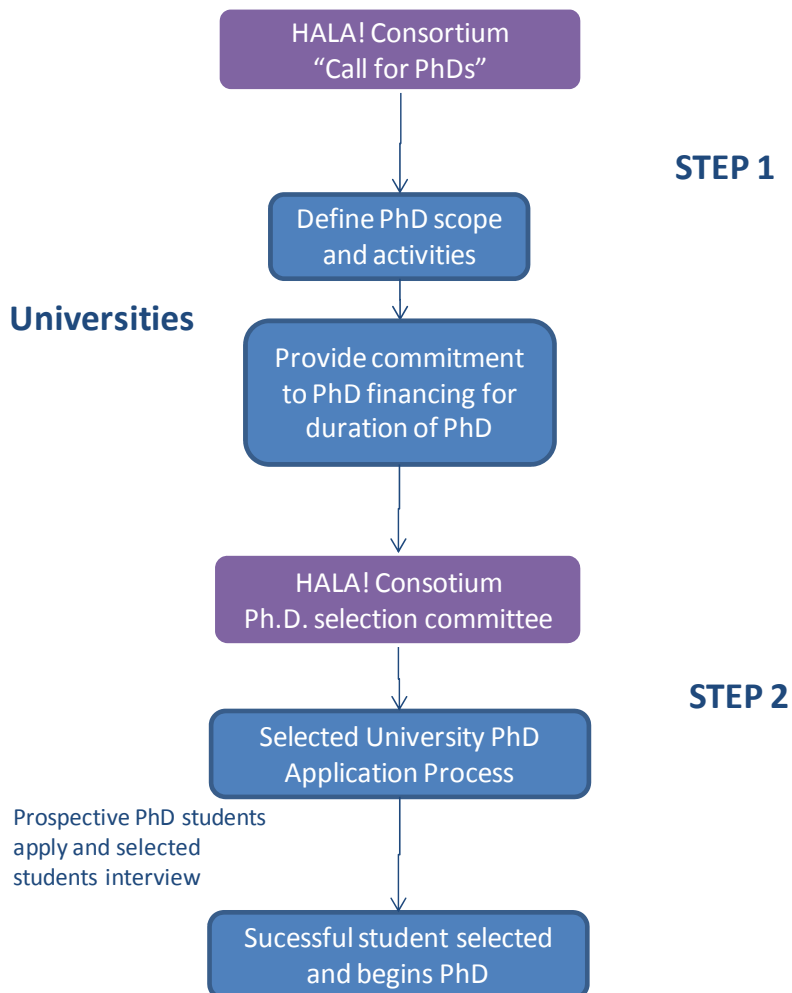 HALA! Consortium
“Call for PhDs”
STEP 1
Define PhD scope
and activities
Universities
Provide commitment
to PhD financing for
duration of PhD
HALA! Consotium
Ph.D. selection committee
STEP 2
Selected University PhD
Application Process
Prospective PhD students
apply and selected
students interview
Sucessful student selected
and begins PhD